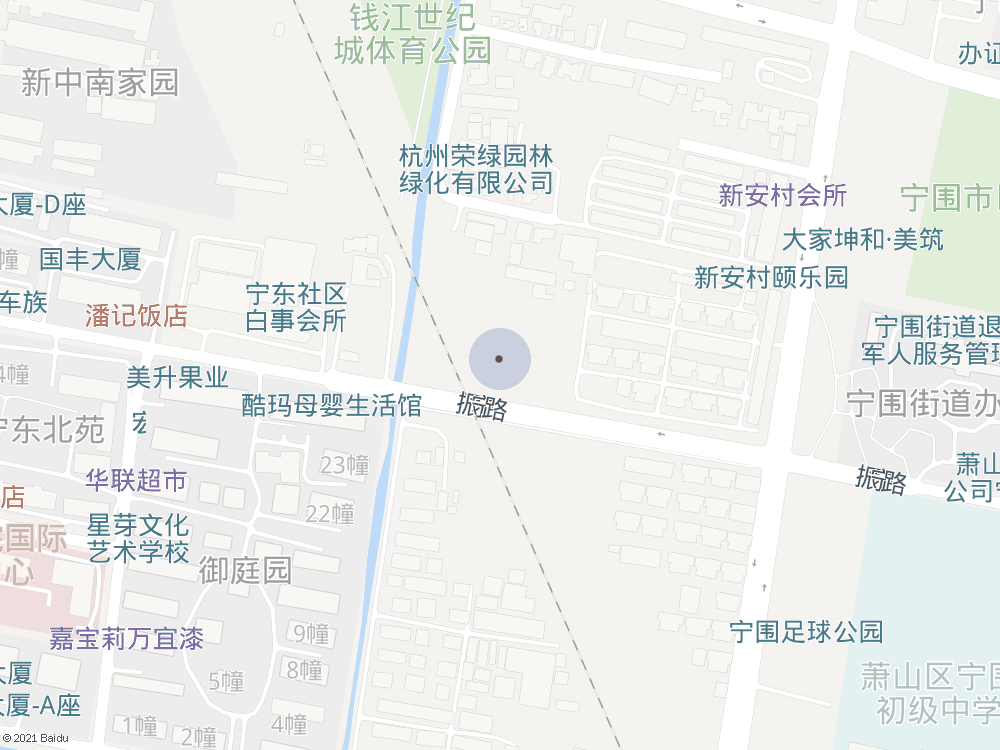 钱江世纪
城体育公园
办证
新中南家园
杭州荣绿园林
绿化有限公司
新安村会所
宁围市
大厦-D座
大家坤和·美筑
幢
国丰大厦
新安村颐乐园
车族
宁东社区
白事会所
潘记饭店
宁围街道退
军人服务管理
4幢
美升果业
酷玛母婴生活馆
振路
宁围街道办
宏
宁东北苑
23幢
华联超市
萧山
公司宁
振路
店
22幢
星芽文化
艺术学校
院国际
心
御庭园
9幢
嘉宝莉万宜漆
宁围足球公园
8幢
大厦
5幢
萧山区宁围
初级中学
大厦-A座
1幢
2幢
4幢
© 2021 Baidu